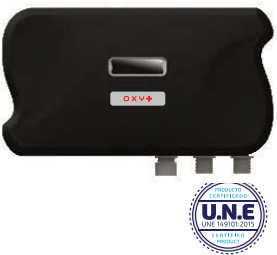 OXY+
PRODUCTO
CERTIFICADO
U.N.E
UNE 149101:2015
CERTIFIED
PRODUCT